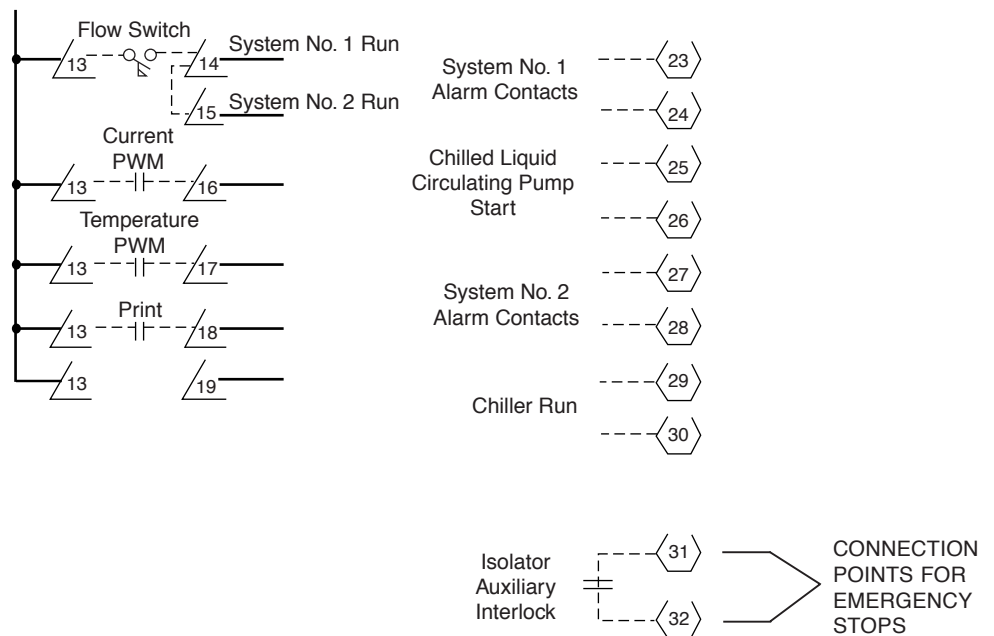 Flow Switch
13
14
System No. 1 Run
15
System No. 2 Run
Current
PWM
13
16
Temperature
PWM
13
17
Print
13
18
13
19
System No. 1
Alarm Contacts
23
24
Chilled Liquid
Circulating Pump
Start
25
26
System No. 2
Alarm Contacts
27
28
Chiller Run
29
30
Isolator
Auxiliary
Interlock
31
32
CONNECTION
POINTS FOR
EMERGENCY
STOPS